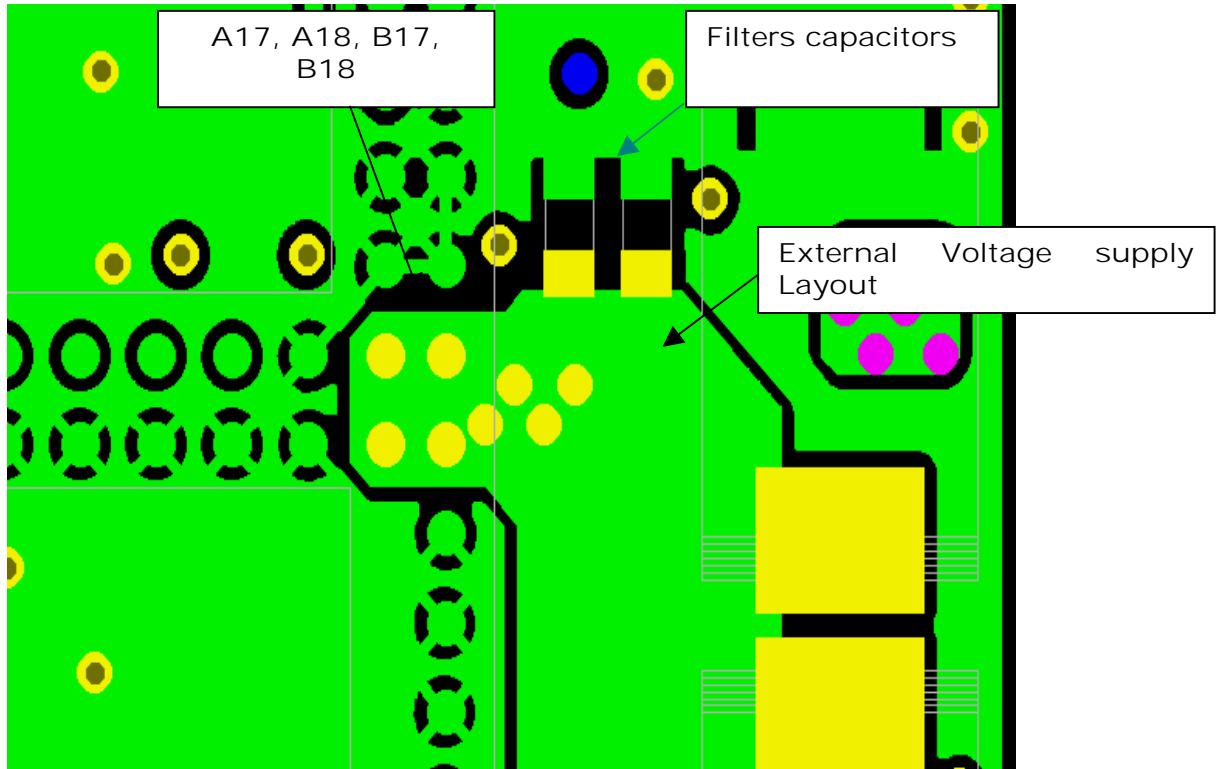 A17, A18, B17,
B18
Filters capacitors
External Voltage supply
Layout